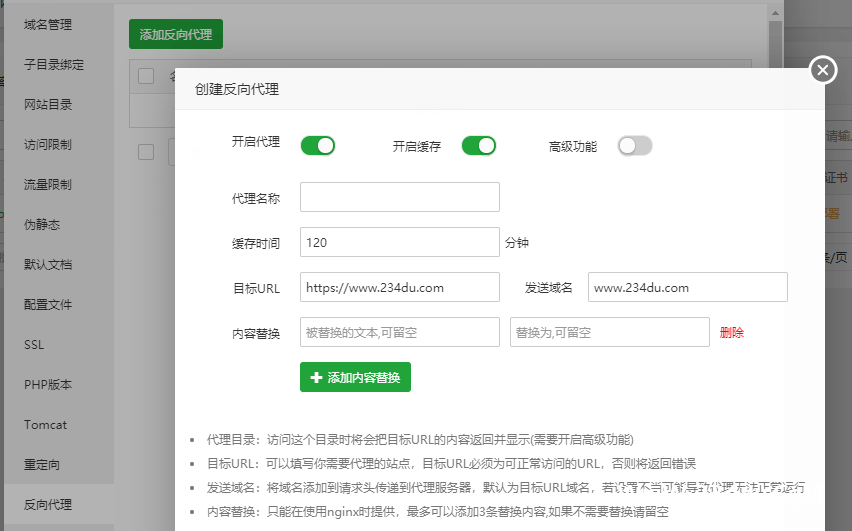 域名管理
子目录绑定
网站目录
访问限制
流量限制
伪静态
默认文档
配置文件
SSL
PHP版本
Tomcat
重定向
反向代理
添加反向代理
创建反向代理
开启代理 开启缓存 高级功能
代理名称
缓存时间 120 分钟
目标URL https://www.234du.com 发送域名 www.234du.com
内容替换 被替换的文本,可留空 替换为,可留空 删除
添加内容替换
代理目录：访问这个目录时将会把目标URL的内容返回并显示(需要开启高级功能)
目标URL：可以填写你需要代理的站点，目标URL必须为可正常访问的URL，否则将返回错误
发送域名：将域名添加到请求头传递到代理服务器，默认为目标URL域名，若设置不当可能导致代理无法正常运行
内容替换：只能在使用nginx时提供，最多可以添加3条替换内容,如果不需要替换请留空
请输
证书
部署
条/页